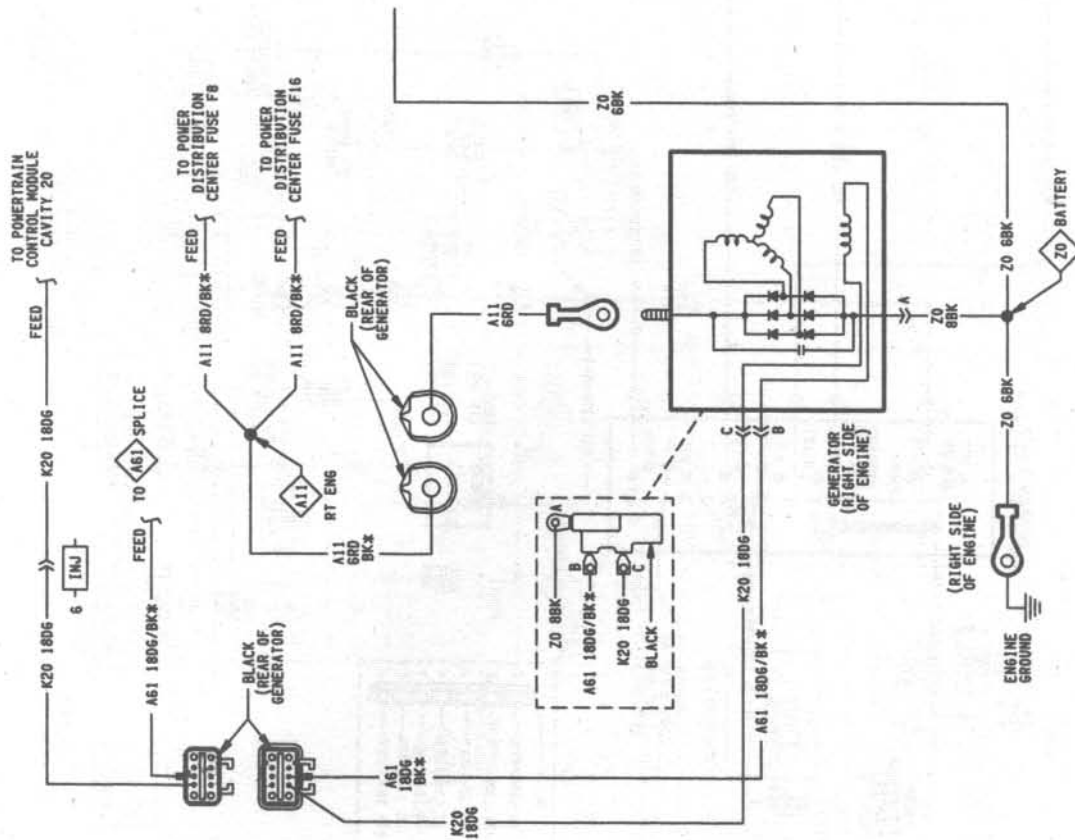 TO POWERTRAIN
CONTROL MODULE
CAVITY 20
FEED
K20 18DG
K20 18DG
6
INJ
TO
A61
SPLICE
FEED
A61 18DG/BK*
BLACK
(REAR OF
GENERATOR)
A61
18DG
BK*
K20
18DG
TO POWER
DISTRIBUTION
CENTER FUSE F8
FEED
A11 8RD/BK*
TO POWER
DISTRIBUTION
CENTER FUSE F16
FEED
A11 8RD/BK*
A11
RT ENG
A11
6RD
BK*
BLACK
(REAR OF
GENERATOR)
A11
6RD
Z0
6BK
A
B
C
Z0 8BK
A61 18DG/BK*
K20 18DG
BLACK
C
B
GENERATOR
(RIGHT SIDE
OF ENGINE)
K20 18DG
A61 18DG/BK*
A
Z0
8BK
Z0 6BK
Z0
BATTERY
Z0 6BK
(RIGHT SIDE
OF ENGINE)
ENGINE
GROUND